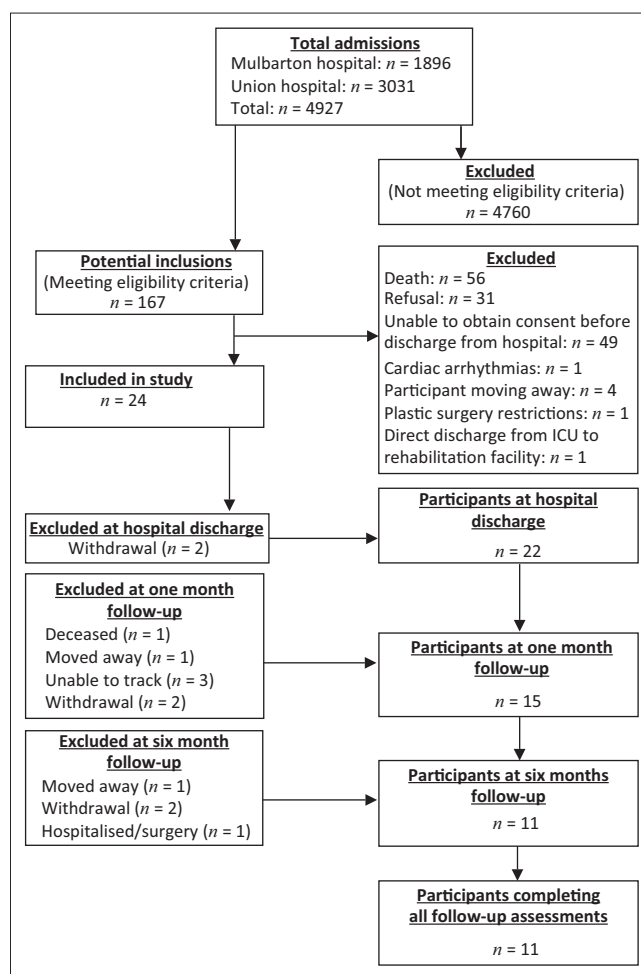 Total admissions
Mulbarton hospital: n = 1896
Union hospital: n = 3031
Total: n = 4927
Excluded
(Not meeting eligibility criteria)
n = 4760
Potential inclusions
(Meeting eligibility criteria)
n = 167
Excluded
Death: n = 56
Refusal: n = 31
Unable to obtain consent before
discharge from hospital: n = 49
Cardiac arrhythmias: n = 1
Participant moving away: n = 4
Plastic surgery restrictions: n = 1
Direct discharge from ICU to
rehabilitation facility: n = 1
Included in study
n = 24
Excluded at hospital discharge
Withdrawal (n = 2)
Participants at hospital
discharge
n = 22
Excluded at one month
follow-up
Deceased (n = 1)
Moved away (n = 1)
Unable to track (n = 3)
Withdrawal (n = 2)
Participants at one month
follow-up
n = 15
Excluded at six month
follow-up
Moved away (n = 1)
Withdrawal (n = 2)
Hospitalised/surgery (n = 1)
Participants at six months
follow-up
n = 11
Participants completing
all follow-up assessments
n = 11